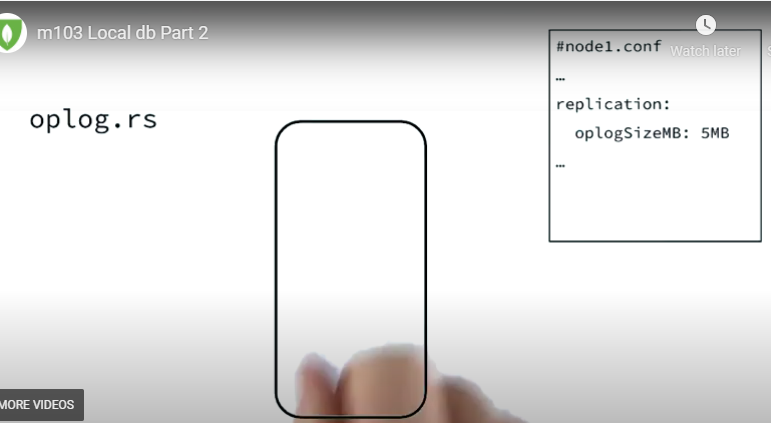 m103 Local db Part 2
#node1.conf
Watch later
…
replication:
oplog.rs
oplogSizeMB: 5MB
…
MORE VIDEOS